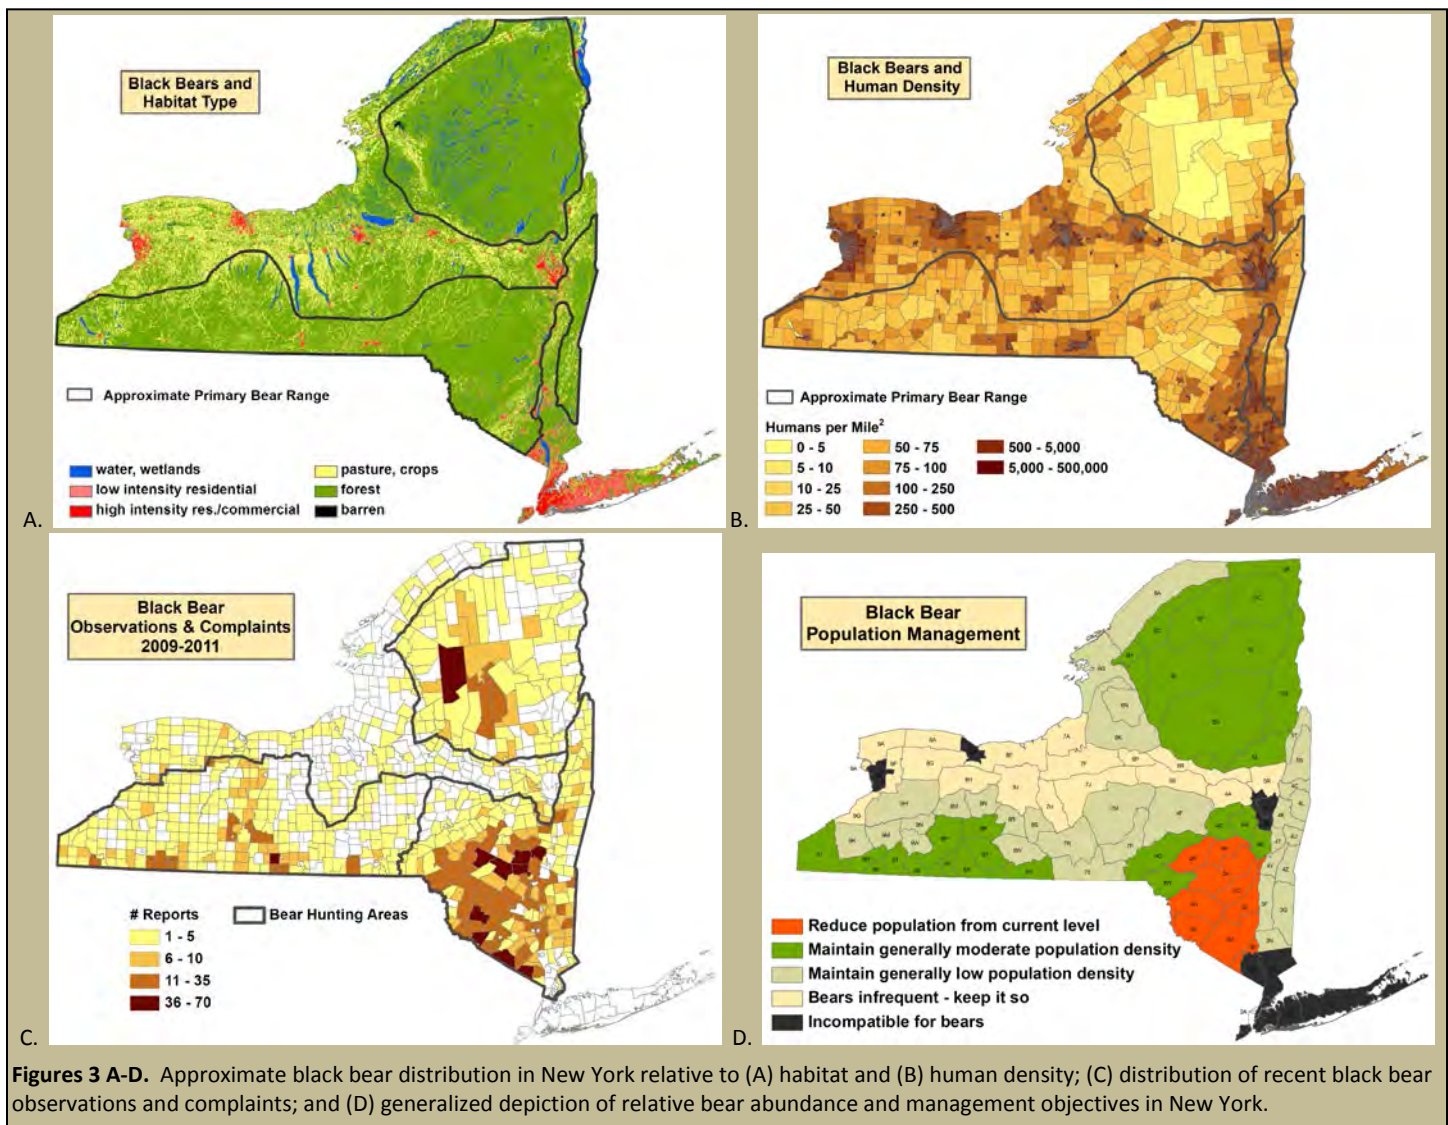 Black Bears and
Habitat Type
Approximate Primary Bear Range
water, wetlands
low intensity residential
high intensity res./commercial
pasture, crops
forest
barren
A.
Black Bears and
Human Density
Approximate Primary Bear Range
Humans per Mile²
0 - 5
5 - 10
10 - 25
25 - 50
50 - 75
75 - 100
100 - 250
250 - 500
500 - 5,000
5,000 - 500,000
B.
Black Bear
Observations & Complaints
2009-2011
# Reports
Bear Hunting Areas
1 - 5
6 - 10
11 - 35
36 - 70
C.
Black Bear
Population Management
Reduce population from current level
Maintain generally moderate population density
Maintain generally low population density
Bears infrequent - keep it so
Incompatible for bears
D.
Figures 3 A-D. Approximate black bear distribution in New York relative to (A) habitat and (B) human density; (C) distribution of recent black bear
observations and complaints; and (D) generalized depiction of relative bear abundance and management objectives in New York.